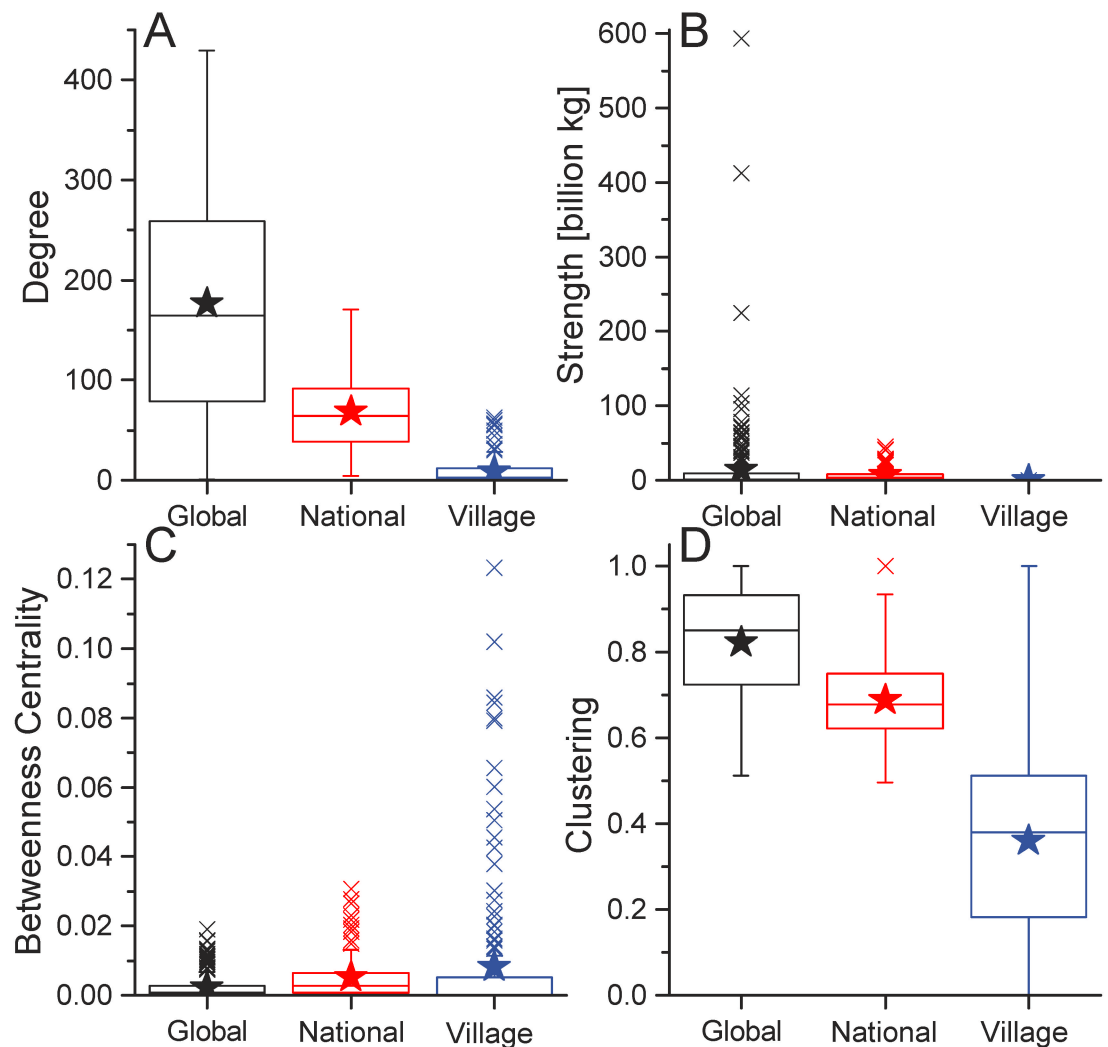 A
Degree
400
300
200
100
0
Global
National
Village
B
Strength [billion kg]
600
500
400
300
200
100
0
Global
National
Village
C
Betweenness Centrality
0.12
0.10
0.08
0.06
0.04
0.02
0.00
Global
National
Village
D
Clustering
1.0
0.8
0.6
0.4
0.2
0.0
Global
National
Village